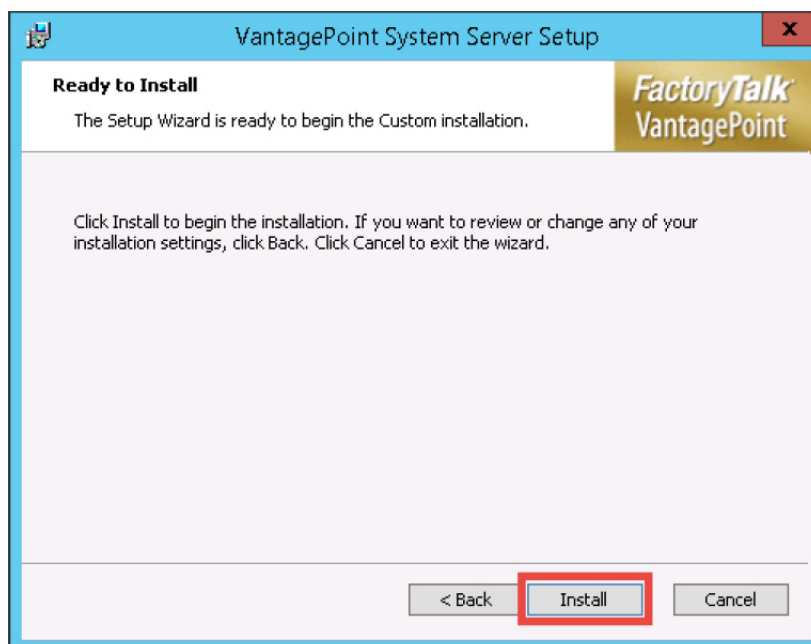 VantagePoint System Server Setup
x
Ready to Install
The Setup Wizard is ready to begin the Custom installation.
FactoryTalk
VantagePoint
Click Install to begin the installation. If you want to review or change any of your
installation settings, click Back. Click Cancel to exit the wizard.
< Back Install Cancel